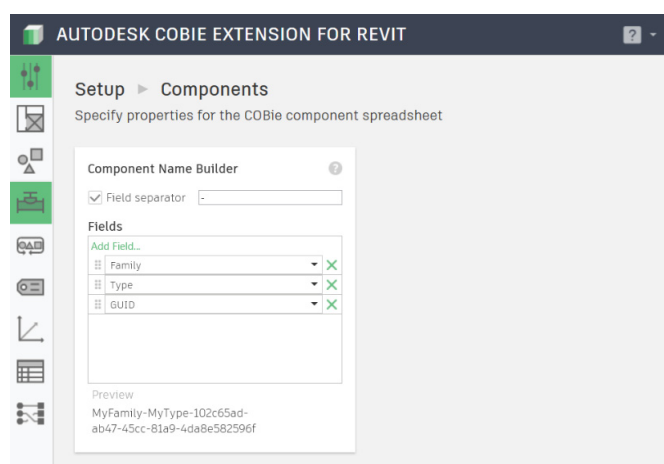 AUTODESK COBIE EXTENSION FOR REVIT
?
Setup ► Components
Specify properties for the COBie component spreadsheet
Component Name Builder
?
Field separator -
Fields
Add Field...
Family
Type
GUID
Preview
MyFamily-MyType-102c65ad-
ab47-45cc-81a9-4da8e582596f